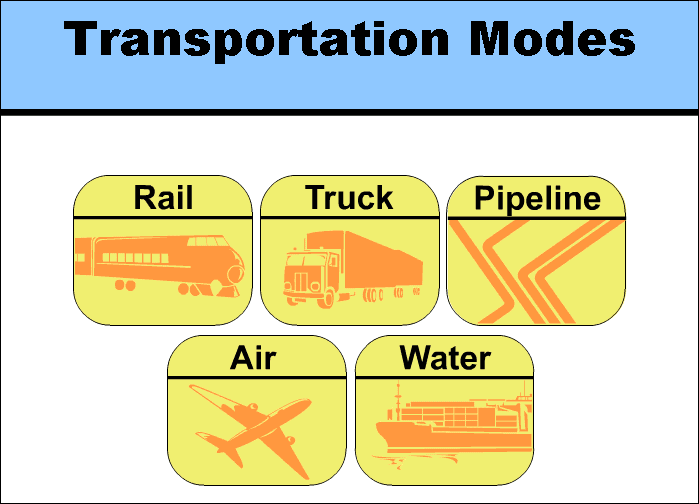 Transportation Modes
Rail
Truck
Pipeline
Air
Water